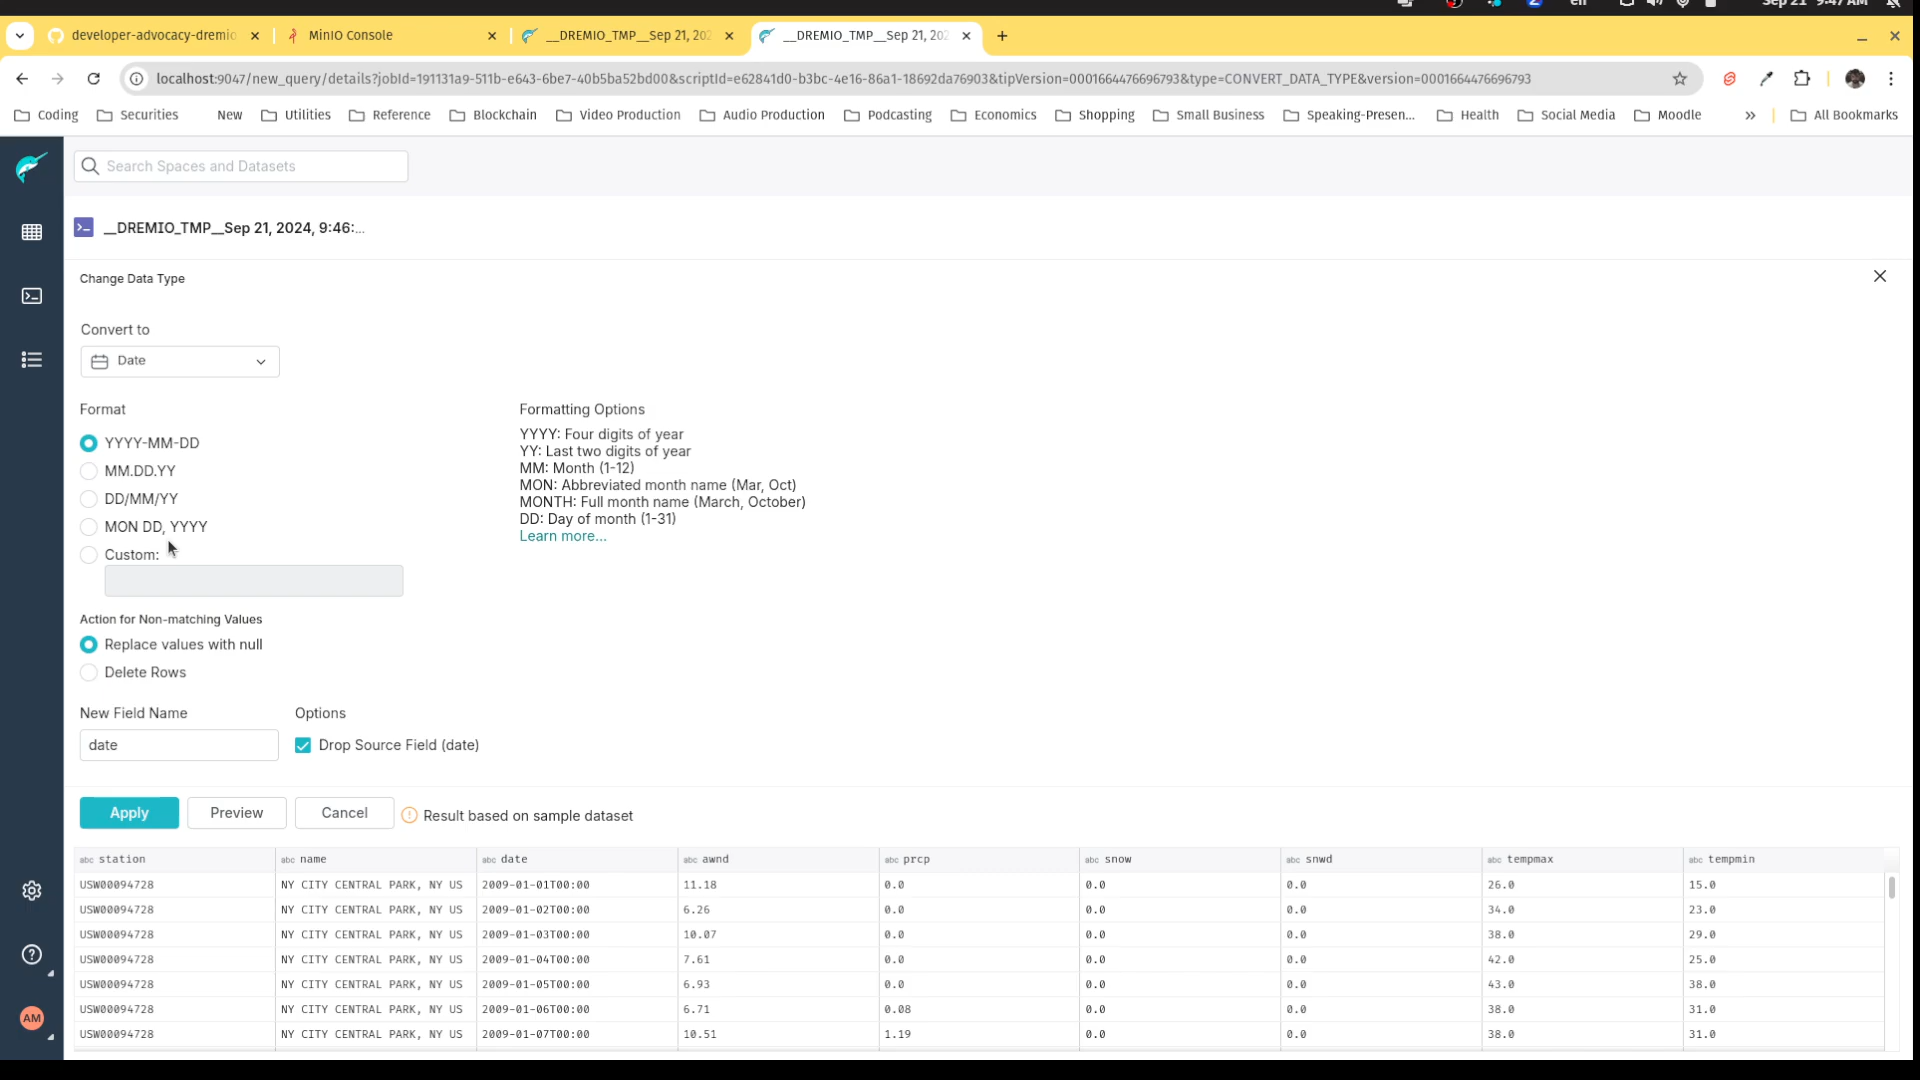 en Sep 21 9:47 AM
developer-advocacy-dremio MinIO Console __DREMIO_TMP__Sep 21, 202 __DREMIO_TMP__Sep 21, 202
localhost:9047/new_query/details?jobId=191131a9-511b-e643-6be7-40b5ba52bd00&scriptId=e62841d0-b3bc-4e16-86a1-18692da76903&tipVersion=0001664476696793&type=CONVERT_DATA_TYPE&version=0001664476696793
Coding Securities New Utilities Reference Blockchain Video Production Audio Production Podcasting Economics Shopping Small Business Speaking-Presen... Health Social Media Moodle » All Bookmarks
Search Spaces and Datasets
__DREMIO_TMP__Sep 21, 2024, 9:46:...
Change Data Type
Convert to
Date
Format
YYYY-MM-DD
MM.DD.YY
DD/MM/YY
MON DD, YYYY
Custom:
Formatting Options
YYYY: Four digits of year
YY: Last two digits of year
MM: Month (1-12)
MON: Abbreviated month name (Mar, Oct)
MONTH: Full month name (March, October)
DD: Day of month (1-31)
Learn more...
Action for Non-matching Values
Replace values with null
Delete Rows
New Field Name Options
date Drop Source Field (date)
Apply Preview Cancel Result based on sample dataset
abc station abc name abc date abc awnd abc prcp abc snow abc snwd abc tempmax abc tempmin
USW00094728 NY CITY CENTRAL PARK, NY US 2009-01-01T00:00 11.18 0.0 0.0 0.0 26.0 15.0
USW00094728 NY CITY CENTRAL PARK, NY US 2009-01-02T00:00 6.26 0.0 0.0 0.0 34.0 23.0
USW00094728 NY CITY CENTRAL PARK, NY US 2009-01-03T00:00 10.07 0.0 0.0 0.0 38.0 29.0
USW00094728 NY CITY CENTRAL PARK, NY US 2009-01-04T00:00 7.61 0.0 0.0 0.0 42.0 25.0
USW00094728 NY CITY CENTRAL PARK, NY US 2009-01-05T00:00 6.93 0.0 0.0 0.0 43.0 38.0
USW00094728 NY CITY CENTRAL PARK, NY US 2009-01-06T00:00 6.71 0.08 0.0 0.0 38.0 31.0
USW00094728 NY CITY CENTRAL PARK, NY US 2009-01-07T00:00 10.51 1.19 0.0 0.0 38.0 31.0
AM